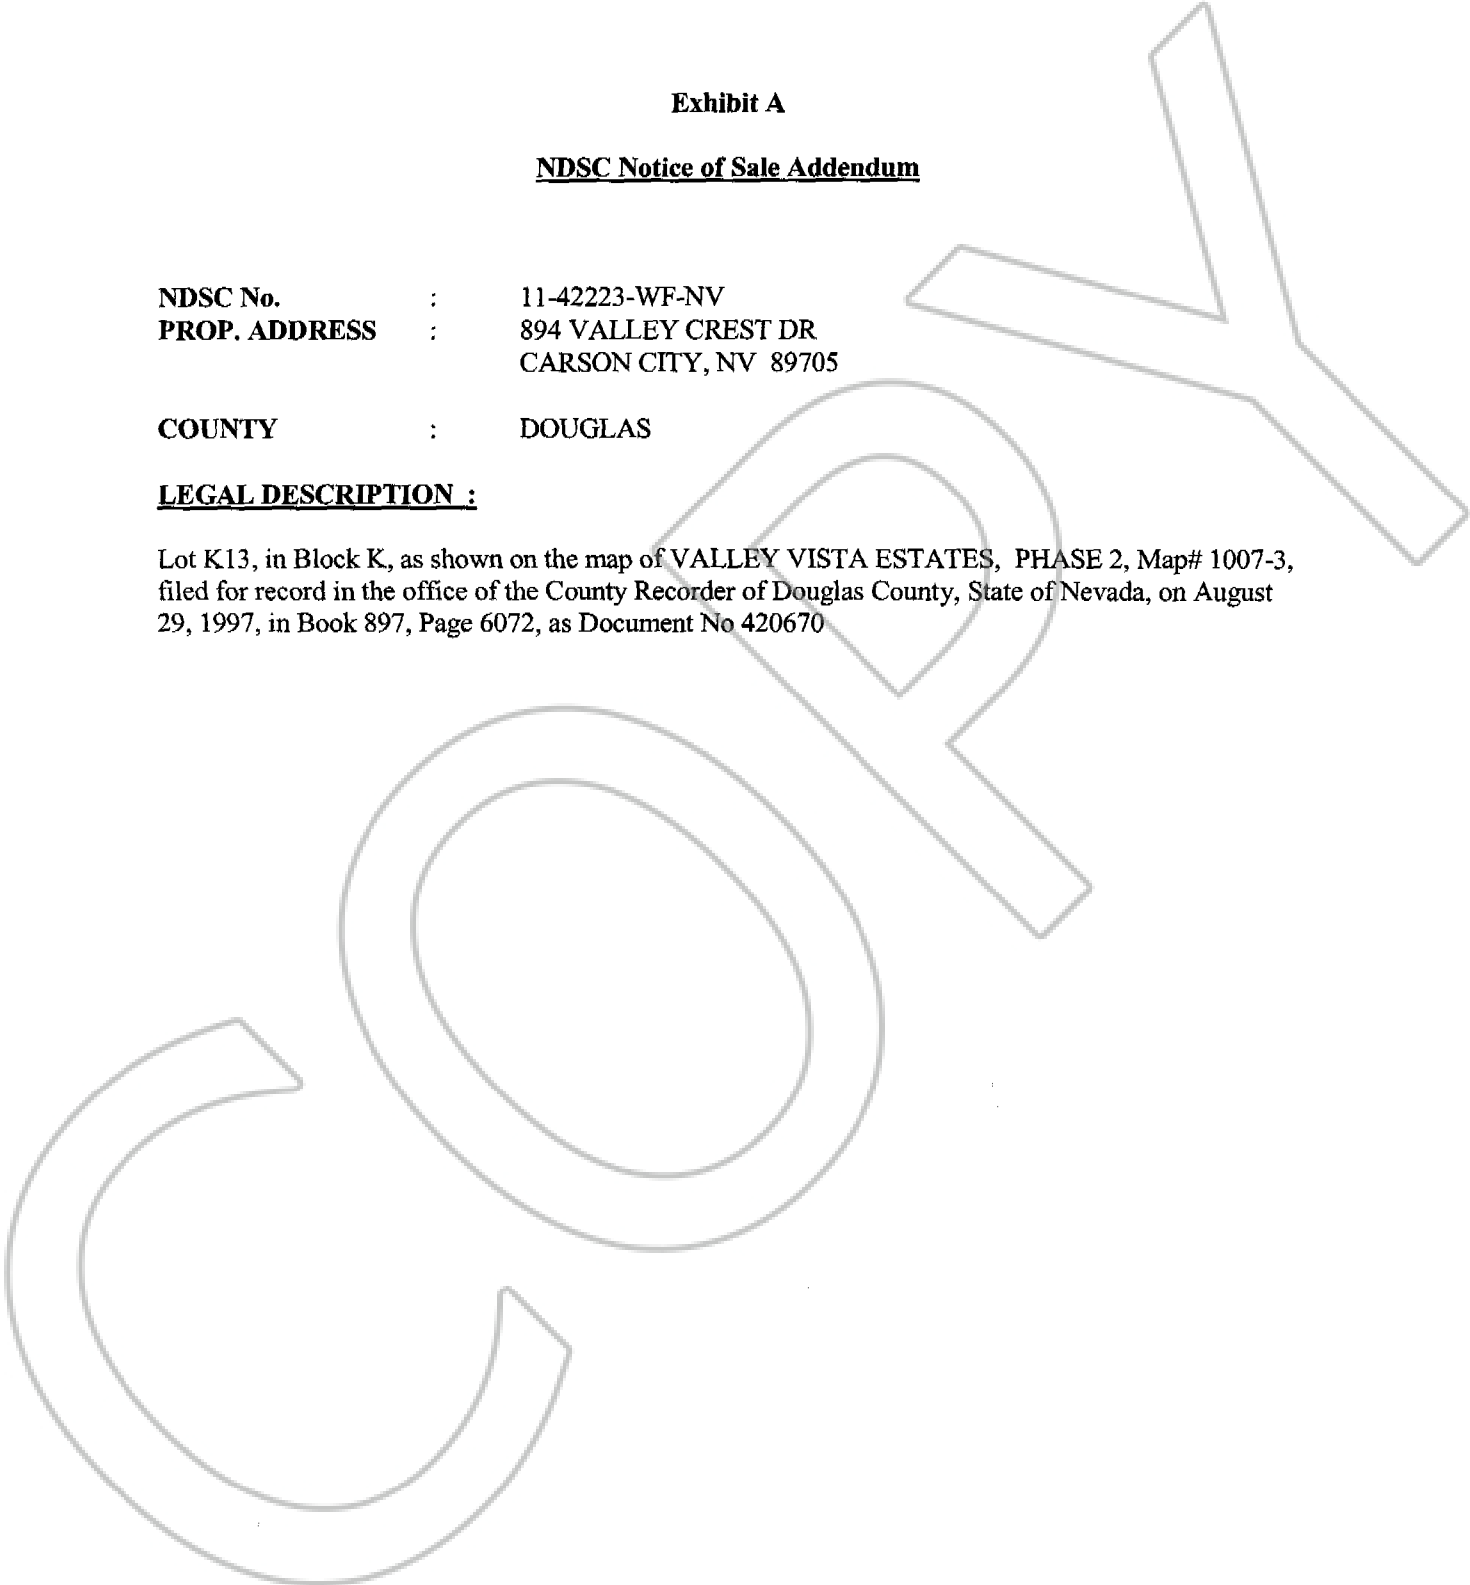 Exhibit A
NDSC Notice of Sale Addendum
NDSC No. : 11-42223-WF-NV
PROP. ADDRESS : 894 VALLEY CREST DR
CARSON CITY, NV 89705
COUNTY : DOUGLAS
LEGAL DESCRIPTION :
Lot K13, in Block K, as shown on the map of VALLEY VISTA ESTATES, PHASE 2, Map# 1007-3,
filed for record in the office of the County Recorder of Douglas County, State of Nevada, on August
29, 1997, in Book 897, Page 6072, as Document No 420670
COPY